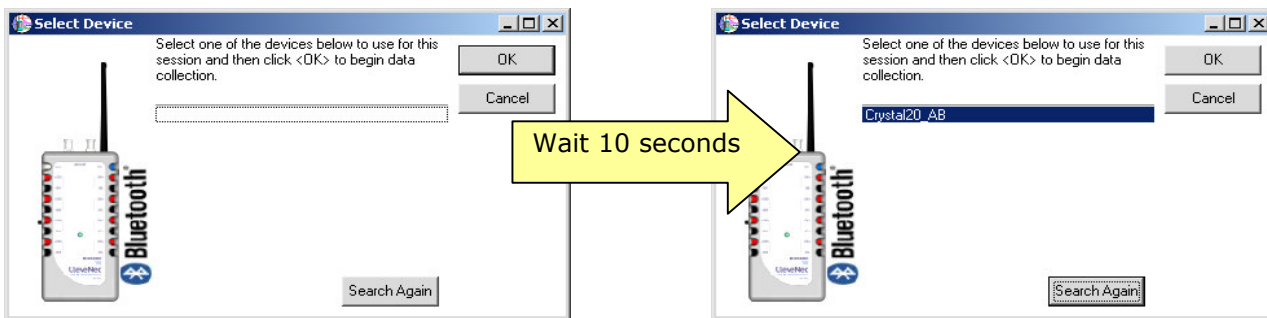 Select Device
Select one of the devices below to use for this
session and then click <OK> to begin data
collection.
OK
Cancel
Bluetooth
CleveMed
Search Again
Wait 10 seconds
Select Device
Select one of the devices below to use for this
session and then click <OK> to begin data
collection.
OK
Cancel
Crystal20_AB
Bluetooth
CleveMed
Search Again